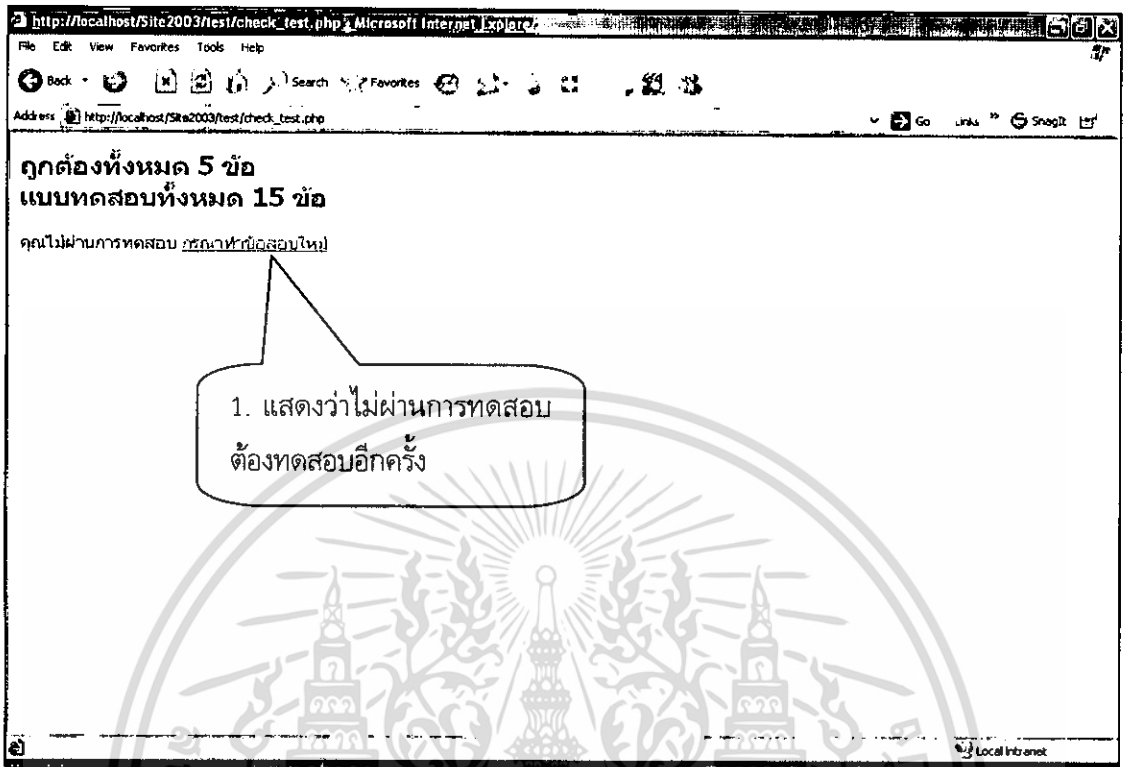 http://localhost/Site2003/test/check_test.php - Microsoft Internet Explorer
File Edit View Favorites Tools Help
Back Search Favorites
Address http://localhost/Site2003/test/check_test.php Go Links » SnagIt
ถูกต้องทั้งหมด 5 ข้อ
แบบทดสอบทั้งหมด 15 ข้อ
คุณไม่ผ่านการทดสอบ กรุณาทำข้อสอบใหม่
1. แสดงว่าไม่ผ่านการทดสอบ
ต้องทดสอบอีกครั้ง
Local intranet